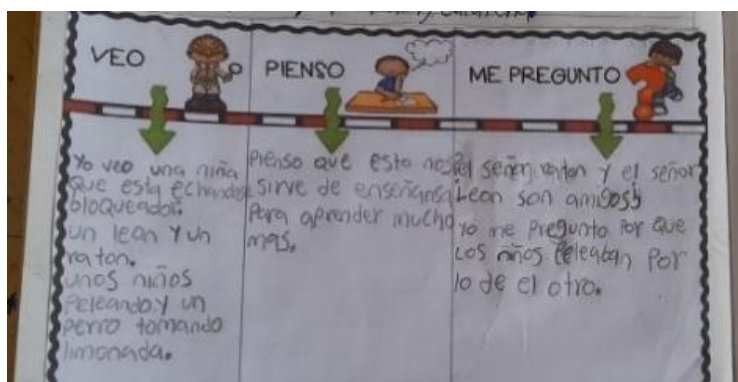 VEO
PIENSO
ME PREGUNTO
Yo veo una niña
que esta echandose
bloqueador.
un leon y un
raton.
unos niños
Peleando y un
perro tomando
limonada.
Pienso que esto nos
sirve de enseñansa
Para aprender mucho
mas.
el señor raton y el señor
Leon son amigos
yo me Pregunto Por que
Los niños Peleaban Por
lo de el otro.